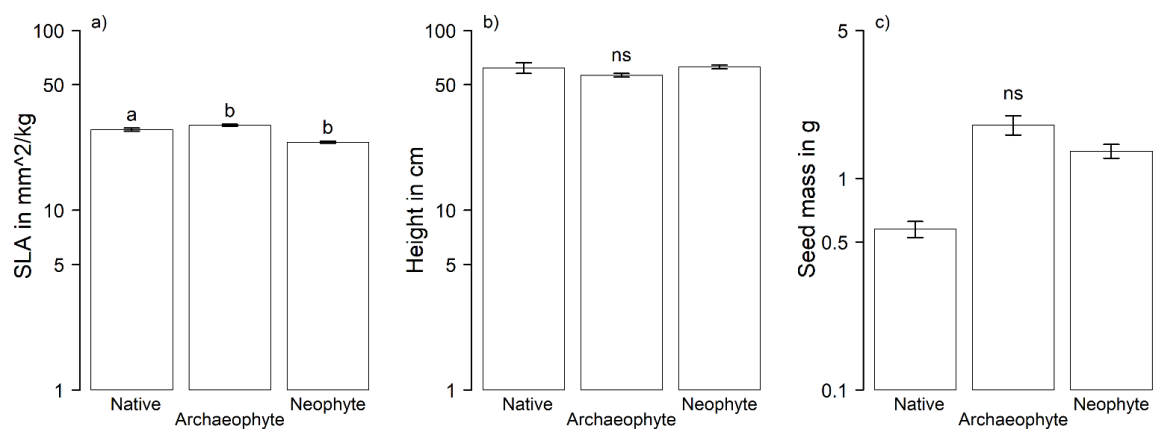 a)
100
50
10
5
1
SLA in mm^2/kg
a
b
b
Native
Archaeophyte
Neophyte
b)
100
50
10
5
1
Height in cm
ns
Native
Archaeophyte
Neophyte
c)
5
1
0.5
0.1
Seed mass in g
ns
Native
Archaeophyte
Neophyte